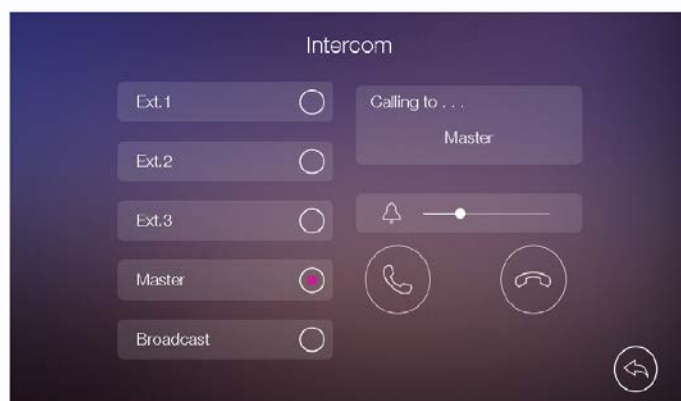 Intercom
Ext.1
Ext.2
Ext.3
Master
Broadcast
Calling to . . .
Master